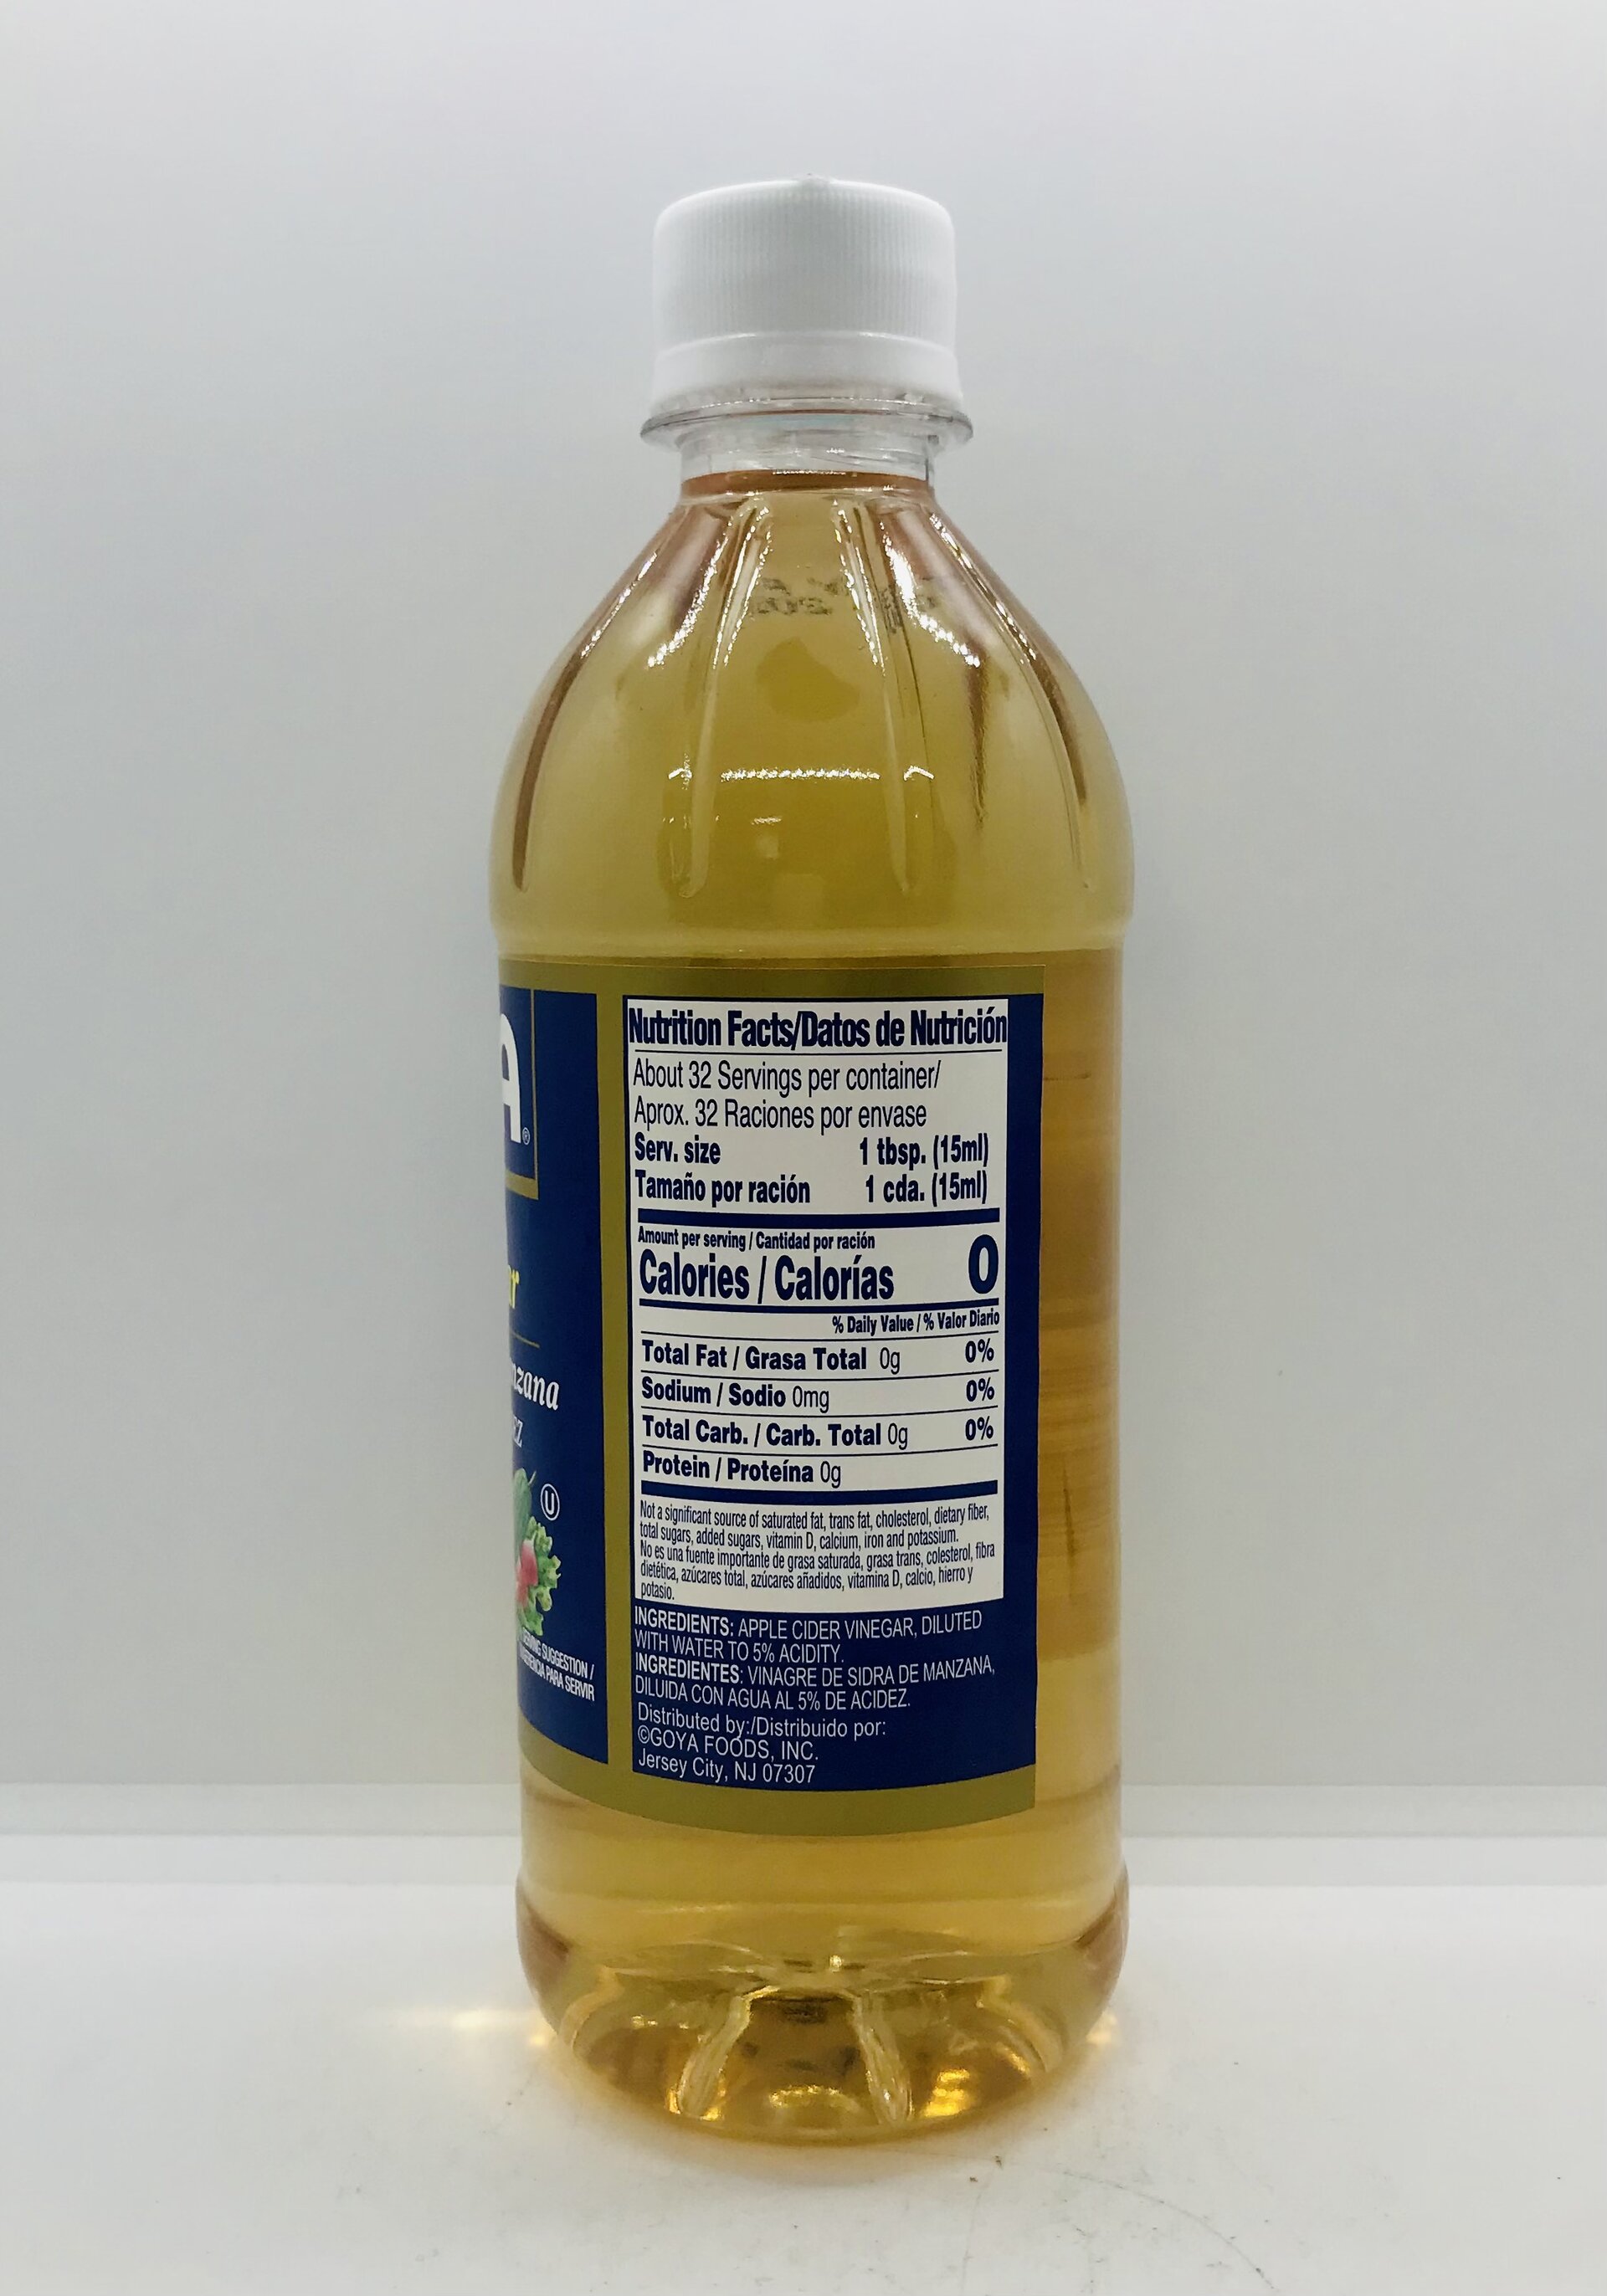 A®
r
nzana
EZ
U
SERVING SUGGESTION /
SUGERENCIA PARA SERVIR
Nutrition Facts/Datos de Nutrición
About 32 Servings per container/
Aprox. 32 Raciones por envase
Serv. size 1 tbsp. (15ml)
Tamaño por ración 1 cda. (15ml)
Amount per serving / Cantidad por ración
Calories / Calorías 0
% Daily Value / % Valor Diario
Total Fat / Grasa Total 0g 0%
Sodium / Sodio 0mg 0%
Total Carb. / Carb. Total 0g 0%
Protein / Proteína 0g
Not a significant source of saturated fat, trans fat, cholesterol, dietary fiber,
total sugars, added sugars, vitamin D, calcium, iron and potassium.
No es una fuente importante de grasa saturada, grasa trans, colesterol, fibra
dietética, azúcares total, azúcares añadidos, vitamina D, calcio, hierro y
potasio.
INGREDIENTS: APPLE CIDER VINEGAR, DILUTED
WITH WATER TO 5% ACIDITY.
INGREDIENTES: VINAGRE DE SIDRA DE MANZANA,
DILUIDA CON AGUA AL 5% DE ACIDEZ.
Distributed by:/Distribuido por:
©GOYA FOODS, INC.
Jersey City, NJ 07307